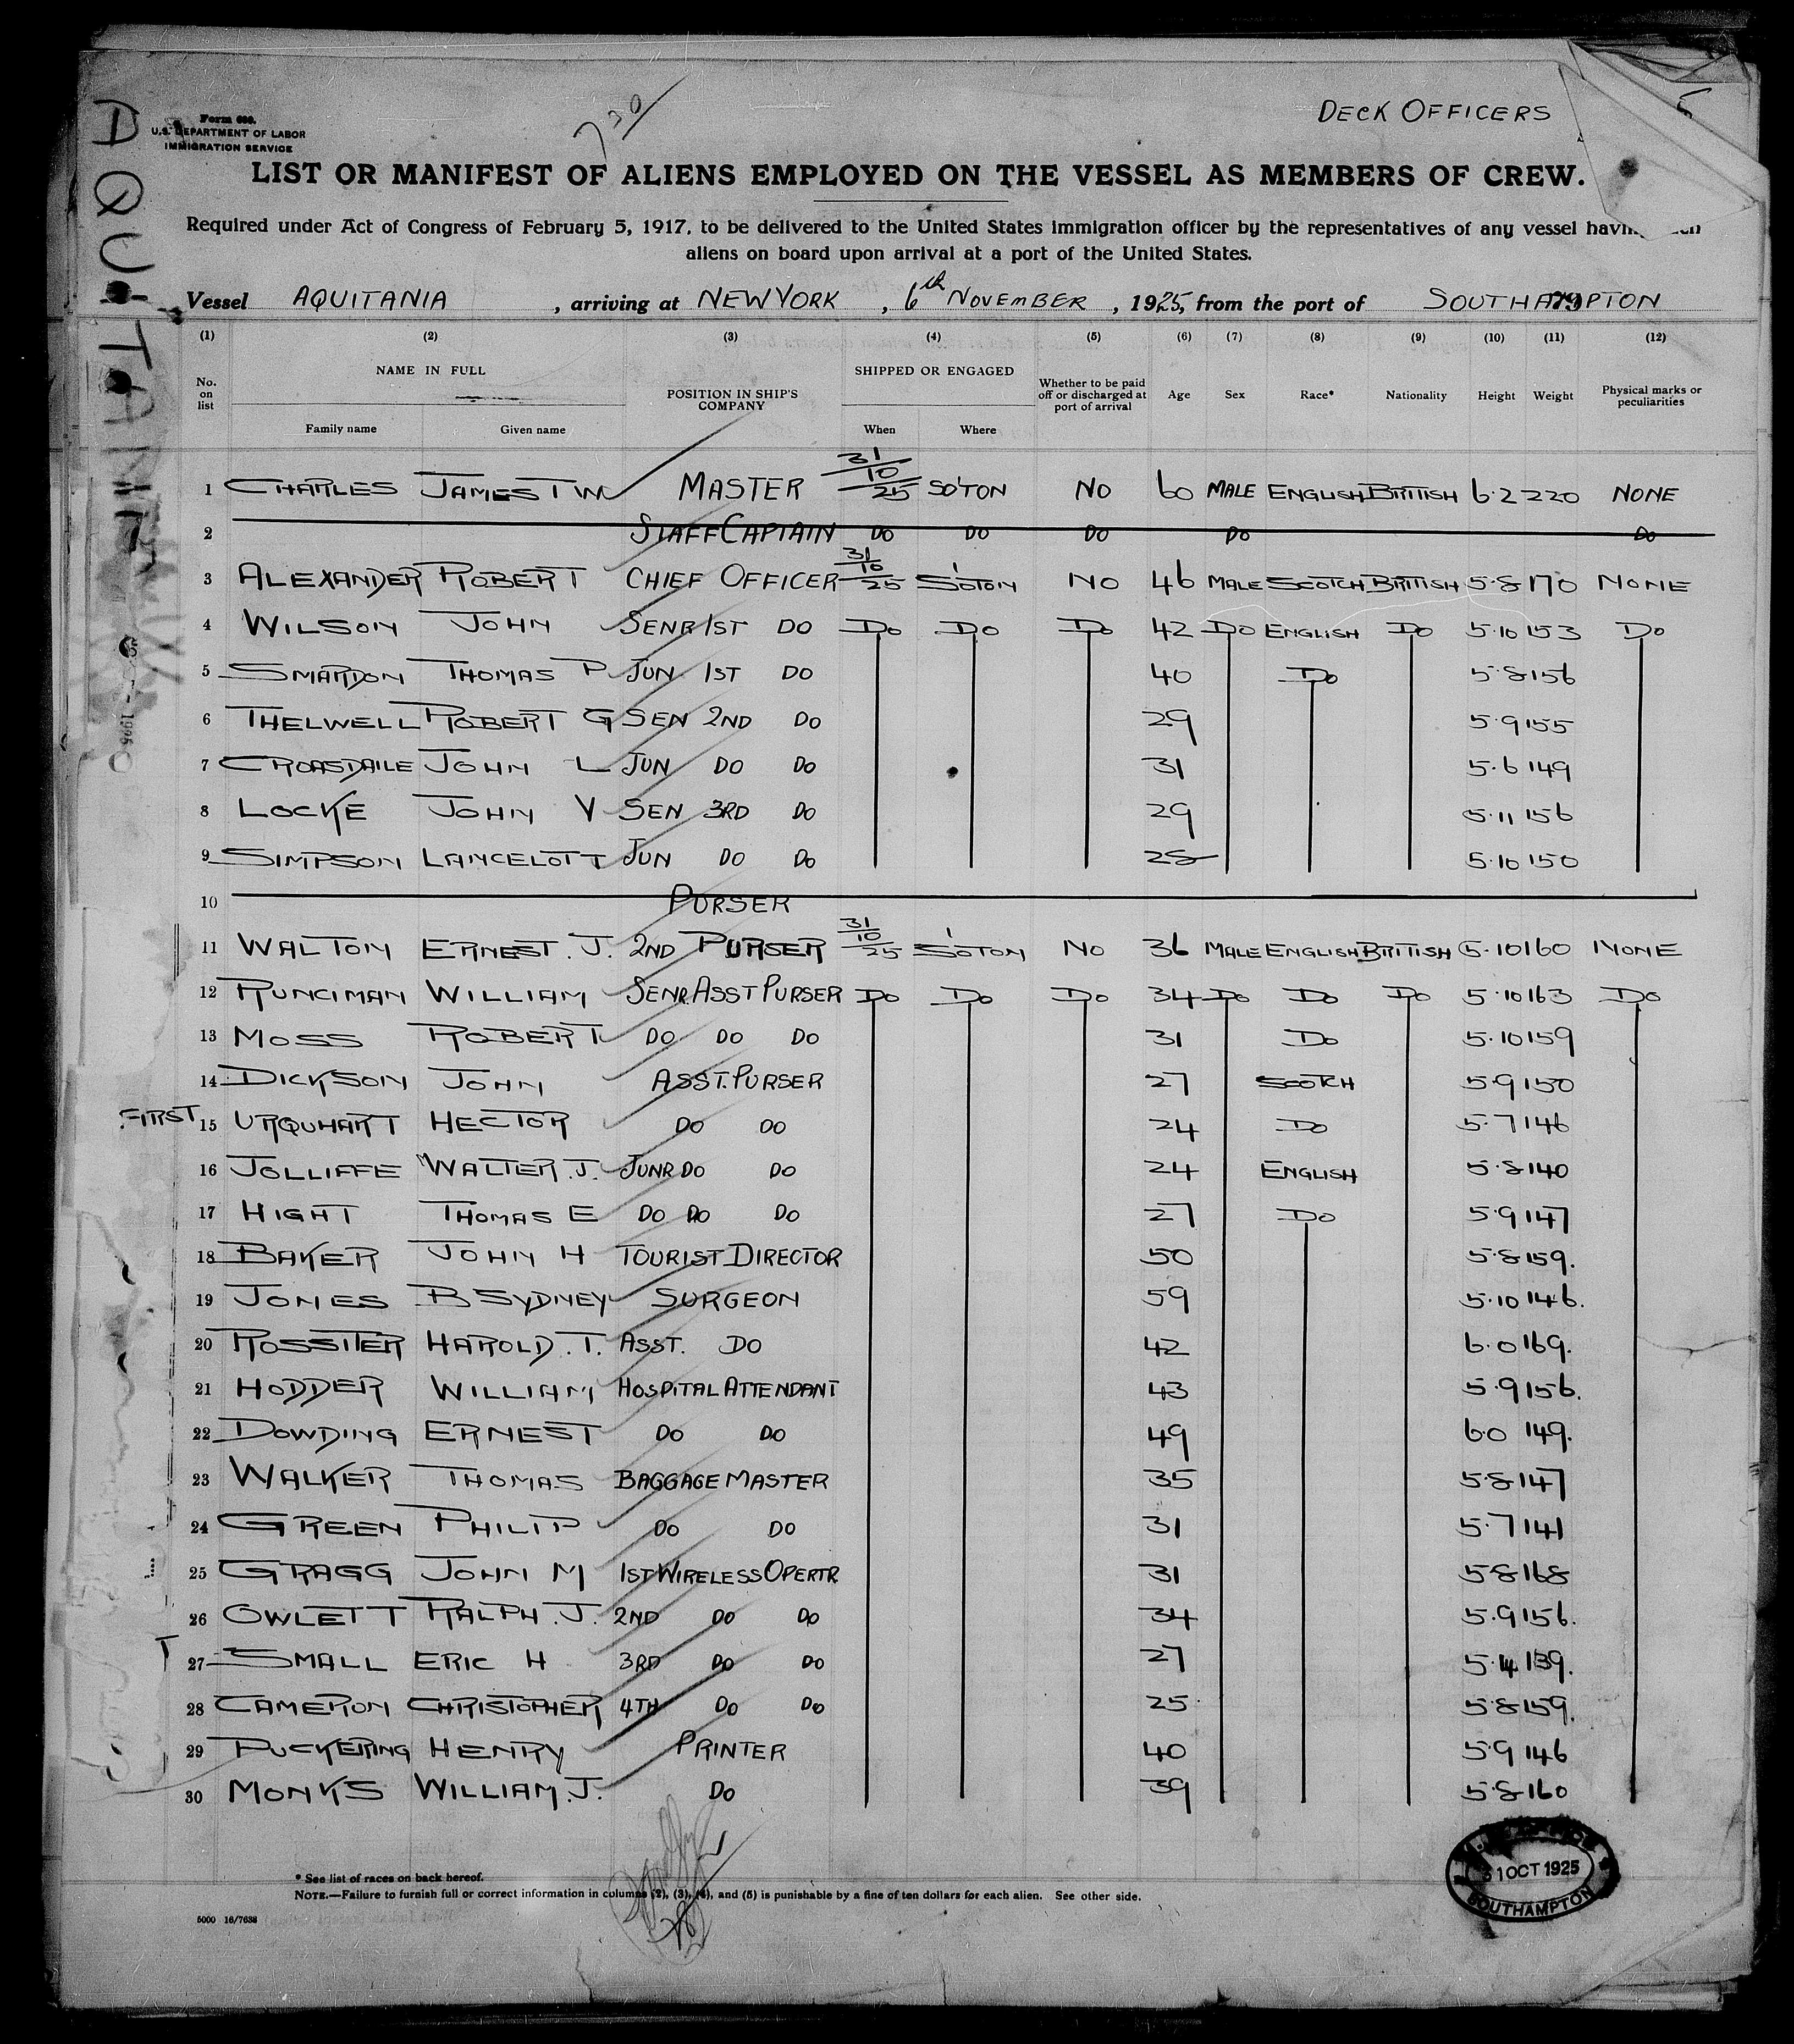 DECK OFFICERS
Form 680.
U.S. DEPARTMENT OF LABOR
IMMIGRATION SERVICE
730
LIST OR MANIFEST OF ALIENS EMPLOYED ON THE VESSEL AS MEMBERS OF CREW.
Required under Act of Congress of February 5, 1917, to be delivered to the United States immigration officer by the representatives of any vessel having such
aliens on board upon arrival at a port of the United States.
Vessel AQUITANIA, arriving at NEW YORK, 6th NOVEMBER, 1925, from the port of SOUTHAMPTON
AQUITANIA
(1) (2) (3) (4) (5) (6) (7) (8) (9) (10) (11) (12)
No. on list NAME IN FULL Family name Given name POSITION IN SHIP'S COMPANY SHIPPED OR ENGAGED When Where Whether to be paid off or discharged at port of arrival Age Sex Race* Nationality Height Weight Physical marks or peculiarities
1 CHARLES JAMES T W MASTER 31/10/25 SO'TON NO 60 MALE ENGLISH BRITISH 6.2 220 NONE
2 STAFF CAPTAIN DO DO DO DO DO
3 ALEXANDER ROBERT CHIEF OFFICER 31/10/25 S'OTON NO 46 MALE SCOTCH BRITISH 5.8 170 NONE
4 WILSON JOHN SENR 1ST DO DO DO DO 42 DO ENGLISH DO 5.10 153 DO
5 SMARDON THOMAS P JUN 1ST DO 40 DO 5.8 156
6 THELWELL ROBERT G SEN 2ND DO 29 5.9 155
7 CROASDAILE JOHN L JUN DO DO 31 5.6 149
8 LOCKE JOHN V SEN 3RD DO 29 5.11 156
9 SIMPSON LANCELOTT JUN DO DO 28 5.10 150
10 PURSER
11 WALTON ERNEST. J. 2ND PURSER 31/10/25 S'OTON NO 36 MALE ENGLISH BRITISH 5.10 160 NONE
12 RUNCIMAN WILLIAM SENR. ASST PURSER DO DO DO 34 DO DO DO 5.10 163 DO
13 MOSS ROBERT DO DO DO 31 DO 5.10 159
14 DICKSON JOHN ASST. PURSER 27 SCOTCH 5.9 150
FIRST 15 URQUHART HECTOR DO DO 24 DO 5.7 146
16 JOLLIFFE WALTER. J. JUNR DO DO 24 ENGLISH 5.8 140
17 HIGHT THOMAS E DO DO DO 27 DO 5.9 147
18 BAKER JOHN H TOURIST DIRECTOR 50 5.8 159.
19 JONES B SYDNEY SURGEON 59 5.10 146.
20 ROSSITER HAROLD. T. ASST. DO 42 6.0 169.
21 HODDER WILLIAM HOSPITAL ATTENDANT 43 5.9 156.
22 DOWDING ERNEST DO DO 49 6.0 149.
23 WALKER THOMAS BAGGAGE MASTER 35 5.8 147
24 GREEN PHILIP DO DO 31 5.7 141
25 GRAGG JOHN M 1ST WIRELESS OPERTR 31 5.8 168
26 OWLETT RALPH. J. 2ND DO DO 34 5.9 156.
T 27 SMALL ERIC H 3RD DO DO 27 5.4 139.
28 CAMERON CHRISTOPHER 4TH DO DO 25 5.8 159.
29 PUCKERING HENRY PRINTER 40 5.9 146
30 MONKS WILLIAM. J. DO 39 5.8 160
31 OCT 1925
SOUTHAMPTON
* See list of races on back hereof.
NOTE.—Failure to furnish full or correct information in columns (2), (3), (4), and (5) is punishable by a fine of ten dollars for each alien. See other side.
5000 16/7638